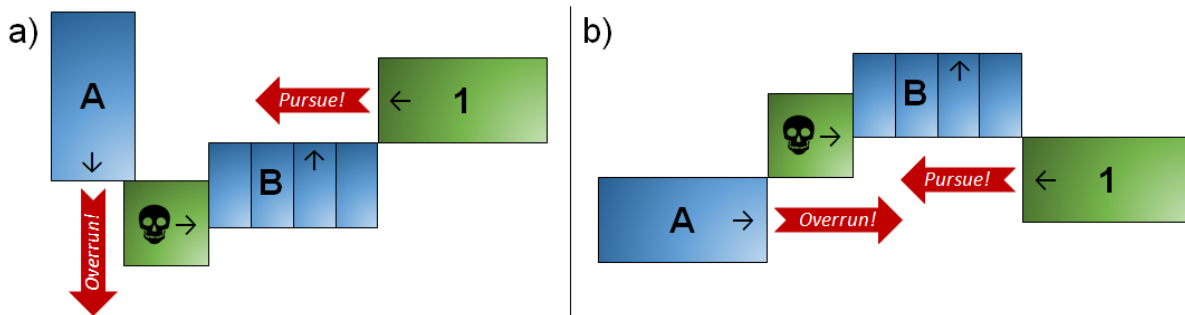 a)
A
↓
Overrun!
→
B
↑
Pursue!
← 1
b)
B
↑
→
Pursue!
← 1
A →
Overrun!